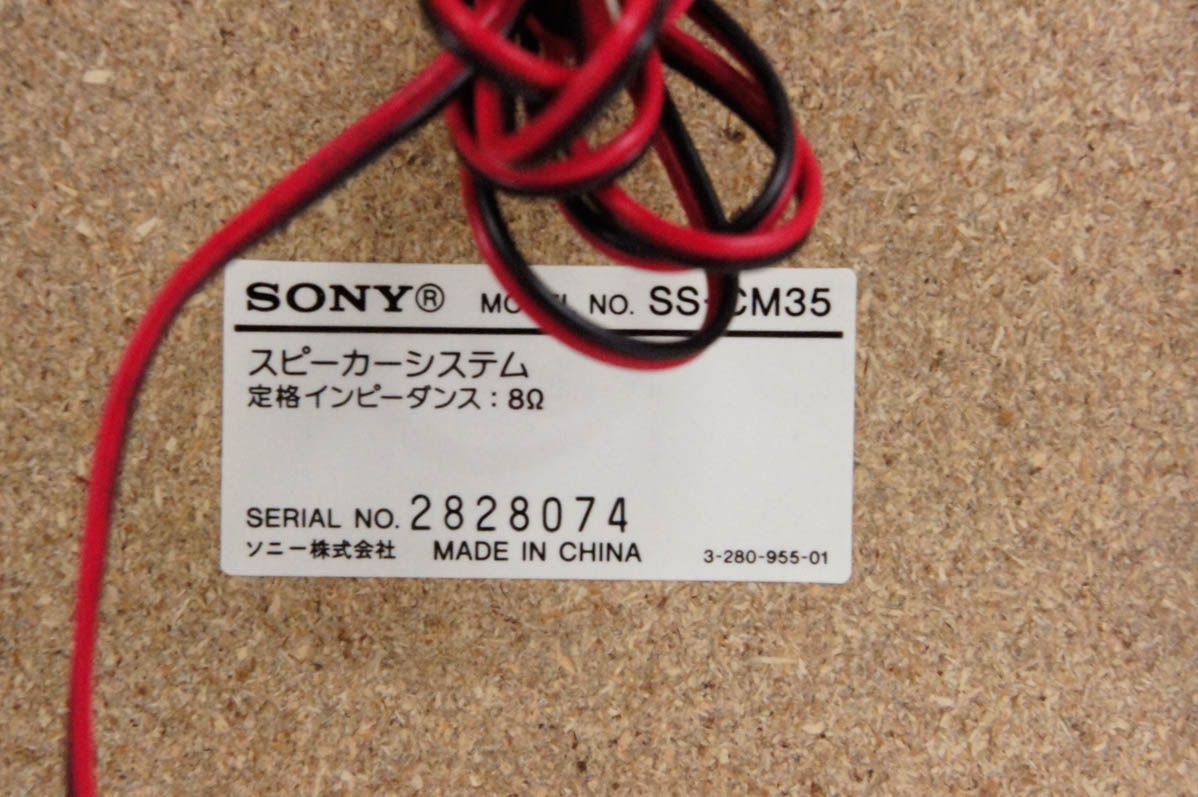 SONY® NO. SS-CM35
スピーカーシステム
定格インピーダンス：8Ω
SERIAL NO. 2828074
ソニー株式会社 MADE IN CHINA 3-280-955-01